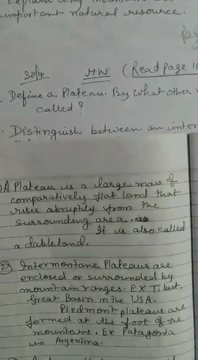 important natural resource.
30/4 HW (Read page 1
Define a Plateau. By what other
called?
Distinguish between an inter
A Plateau is a large mass of
comparatively flat land that
rises abruptly from the
surrounding area.
It is also called
a tableland.
Intermontane Plateaus are
enclosed or surrounded by
mountain ranges. Ex Tibet,
Great Basin in the USA.
Piedmont plateaus are
formed at the foot of the
mountains. Ex Patagonia
in Argentina.